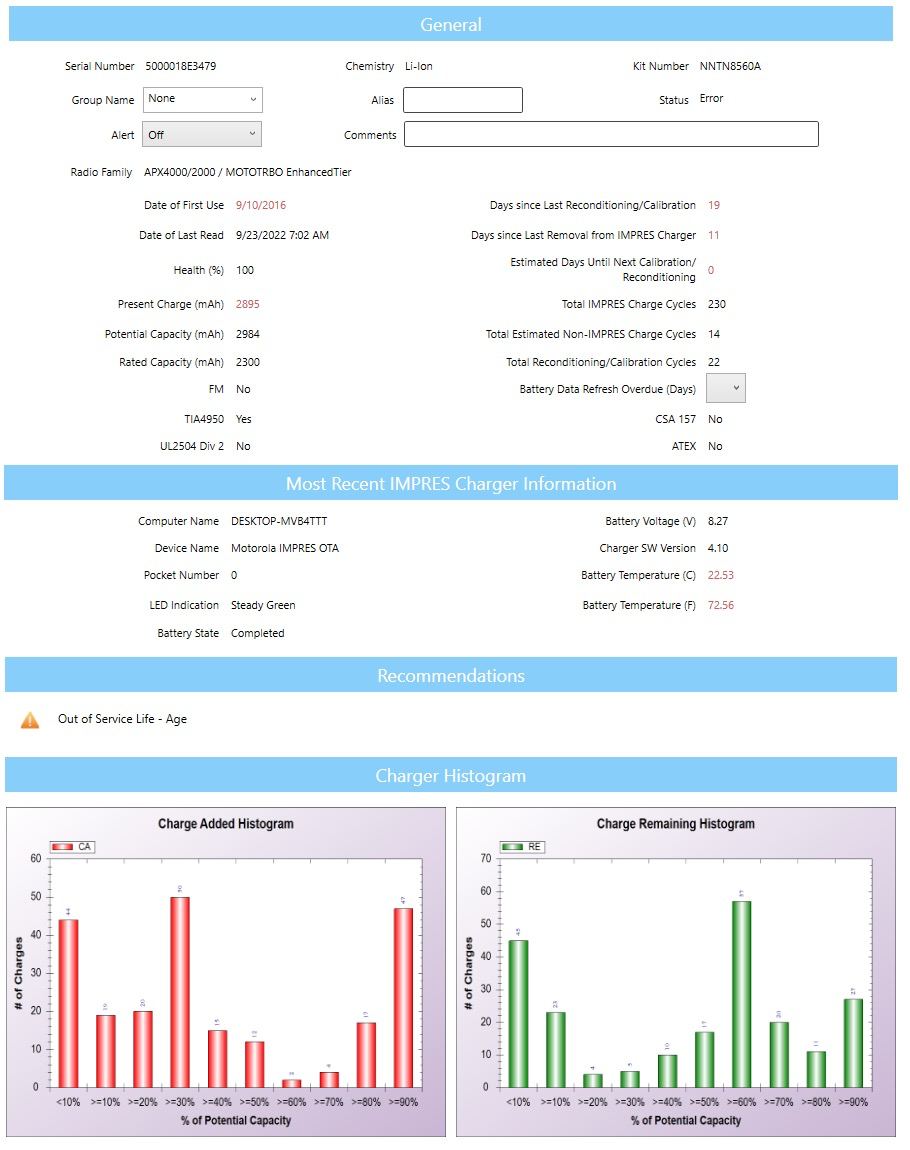 General
Serial Number 5000018E3479 Chemistry Li-Ion Kit Number NNTN8560A
Group Name None Alias Status Error
Alert Off Comments
Radio Family APX4000/2000 / MOTOTRBO EnhancedTier
Date of First Use 9/10/2016 Days since Last Reconditioning/Calibration 19
Date of Last Read 9/23/2022 7:02 AM Days since Last Removal from IMPRES Charger 11
Health (%) 100 Estimated Days Until Next Calibration/
Reconditioning 0
Present Charge (mAh) 2895 Total IMPRES Charge Cycles 230
Potential Capacity (mAh) 2984 Total Estimated Non-IMPRES Charge Cycles 14
Rated Capacity (mAh) 2300 Total Reconditioning/Calibration Cycles 22
FM No Battery Data Refresh Overdue (Days)
TIA4950 Yes CSA 157 No
UL2504 Div 2 No ATEX No
Most Recent IMPRES Charger Information
Computer Name DESKTOP-MVB4TTT Battery Voltage (V) 8.27
Device Name Motorola IMPRES OTA Charger SW Version 4.10
Pocket Number 0 Battery Temperature (C) 22.53
LED Indication Steady Green Battery Temperature (F) 72.56
Battery State Completed
Recommendations
Out of Service Life - Age
Charger Histogram
Charge Added Histogram
CA
# of Charges
60
50
40
30
20
10
0
44 19 20 50 15 12 2 4 17 47
<10% >=10% >=20% >=30% >=40% >=50% >=60% >=70% >=80% >=90%
% of Potential Capacity
Charge Remaining Histogram
RE
# of Charges
70
60
50
40
30
20
10
0
45 23 4 5 10 17 57 20 11 27
<10% >=10% >=20% >=30% >=40% >=50% >=60% >=70% >=80% >=90%
% of Potential Capacity